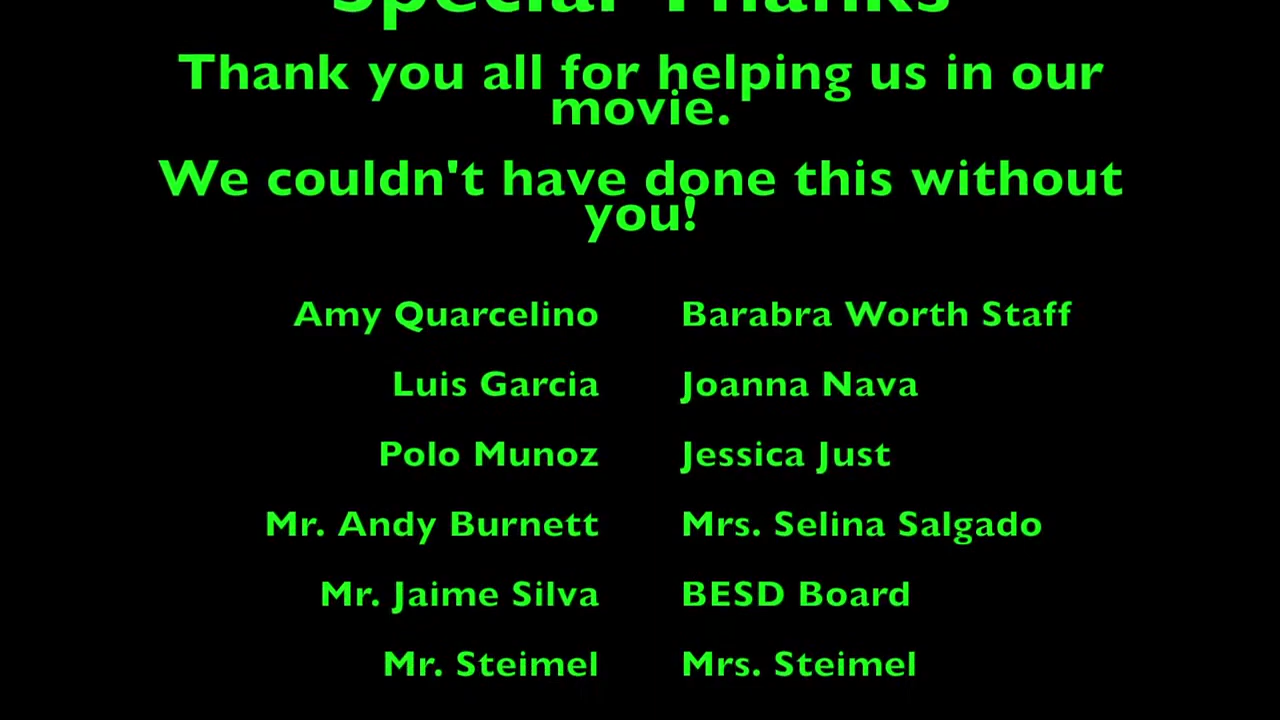 Special Thanks
Thank you all for helping us in our
movie.
We couldn't have done this without
you!
Amy Quarcelino Barabra Worth Staff
Luis Garcia Joanna Nava
Polo Munoz Jessica Just
Mr. Andy Burnett Mrs. Selina Salgado
Mr. Jaime Silva BESD Board
Mr. Steimel Mrs. Steimel